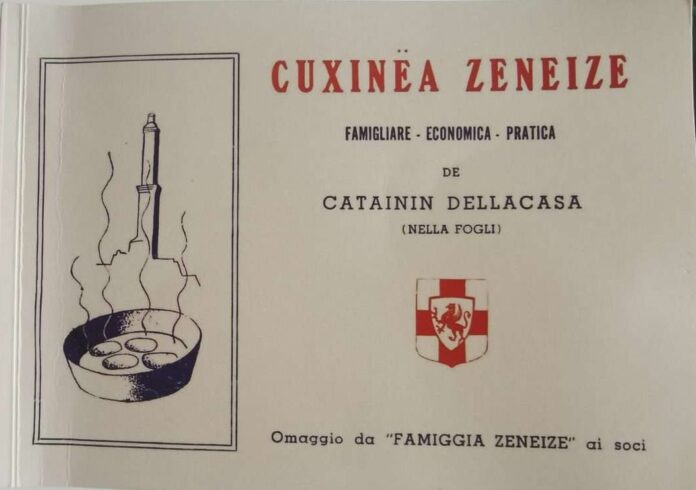 CUXINËA ZENEIZE
FAMIGLIARE - ECONOMICA - PRATICA
DE
CATAININ DELLACASA
(NELLA FOGLI)
Omaggio da "FAMIGGIA ZENEIZE" ai soci